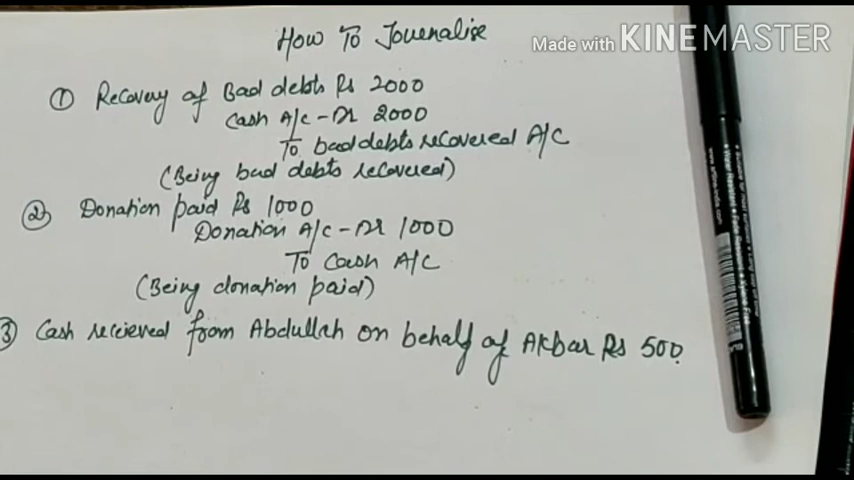 How To Journalise
Made with KINEMASTER
① Recovery of Bad debts Rs 2000
Cash A/c - Dr 2000
To bad debts recovered A/C
(Being bad debts recovered)
② Donation paid Rs 1000
Donation A/c - Dr 1000
To Cash A/C
(Being donation paid)
③ Cash recieved from Abdullah on behalf of Akbar Rs 500.